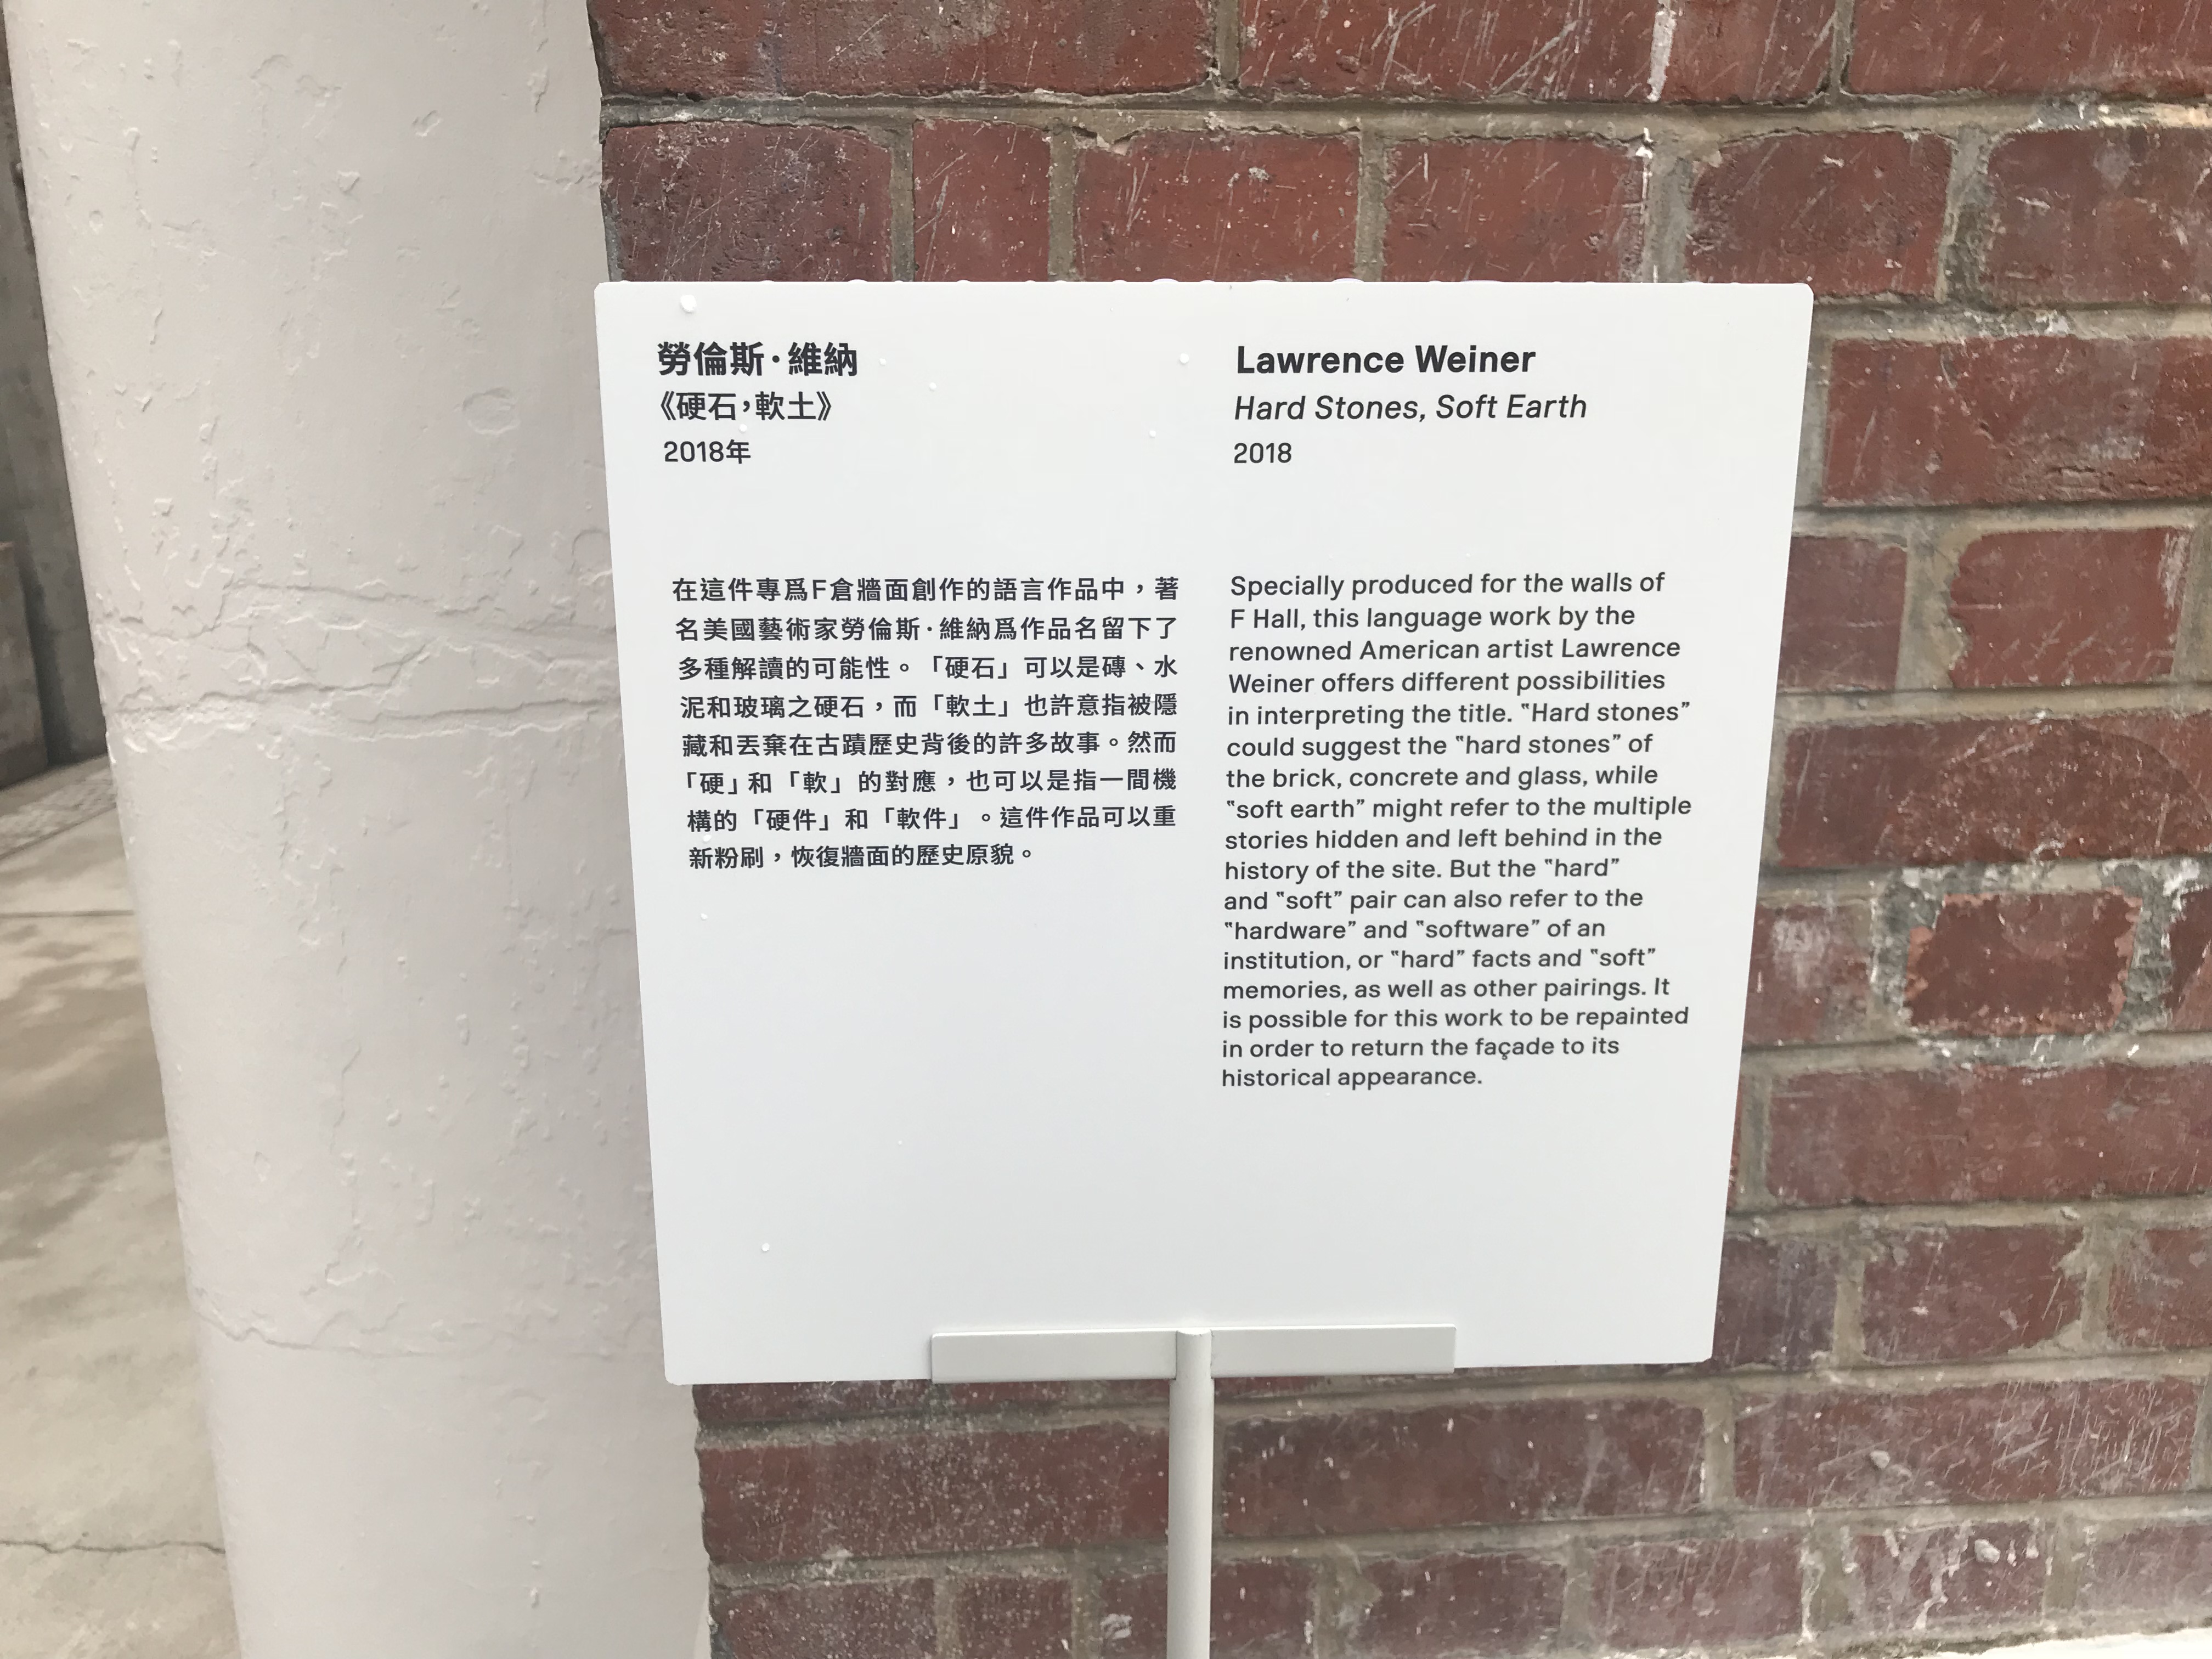 勞倫斯·維納
《硬石，軟土》
2018年
在這件專爲F倉牆面創作的語言作品中，著
名美國藝術家勞倫斯·維納爲作品名留下了
多種解讀的可能性。「硬石」可以是磚、水
泥和玻璃之硬石，而「軟土」也許意指被隱
藏和丟棄在古蹟歷史背後的許多故事。然而
「硬」和「軟」的對應，也可以是指一間機
構的「硬件」和「軟件」。這件作品可以重
新粉刷，恢復牆面的歷史原貌。
Lawrence Weiner
Hard Stones, Soft Earth
2018
Specially produced for the walls of
F Hall, this language work by the
renowned American artist Lawrence
Weiner offers different possibilities
in interpreting the title. “Hard stones”
could suggest the “hard stones” of
the brick, concrete and glass, while
“soft earth” might refer to the multiple
stories hidden and left behind in the
history of the site. But the “hard”
and “soft” pair can also refer to the
“hardware” and “software” of an
institution, or “hard” facts and “soft”
memories, as well as other pairings. It
is possible for this work to be repainted
in order to return the façade to its
historical appearance.